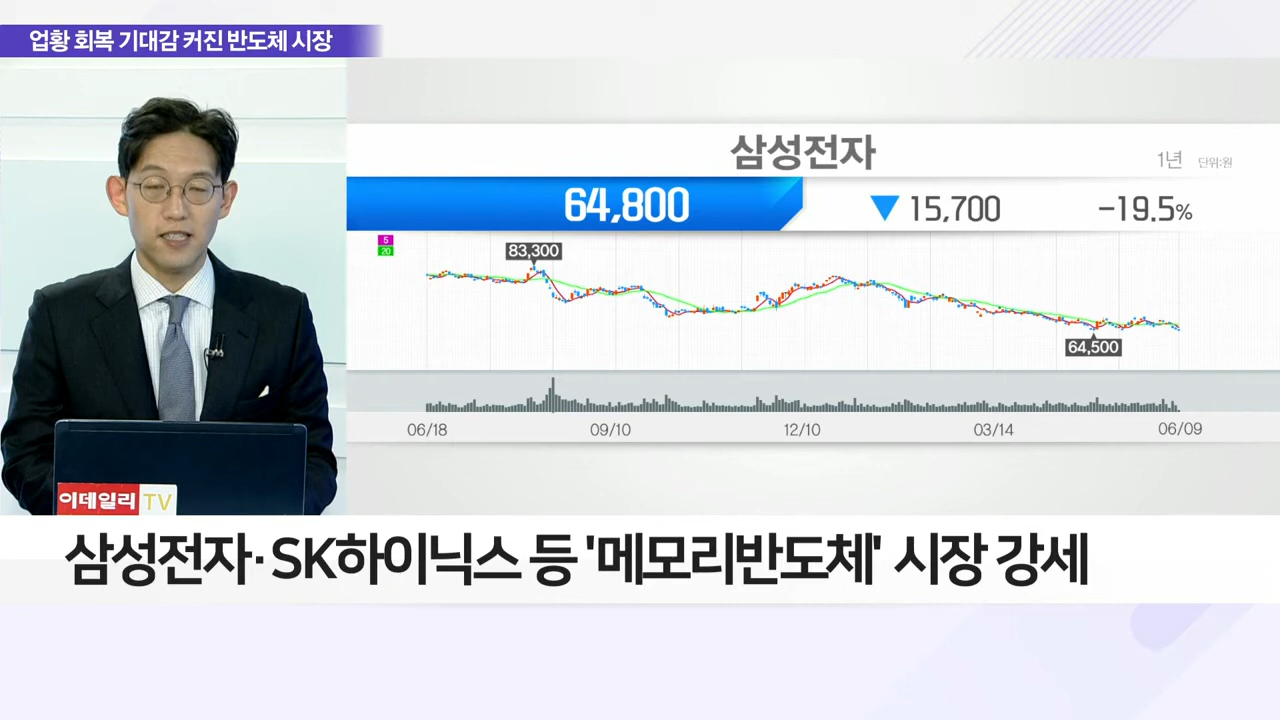 업황 회복 기대감 커진 반도체 시장
삼성전자
1년 단위:원
64,800 ▼ 15,700 -19.5%
5
20
83,300
64,500
06/18 09/10 12/10 03/14 06/09
이데일리 TV
삼성전자·SK하이닉스 등 '메모리반도체' 시장 강세